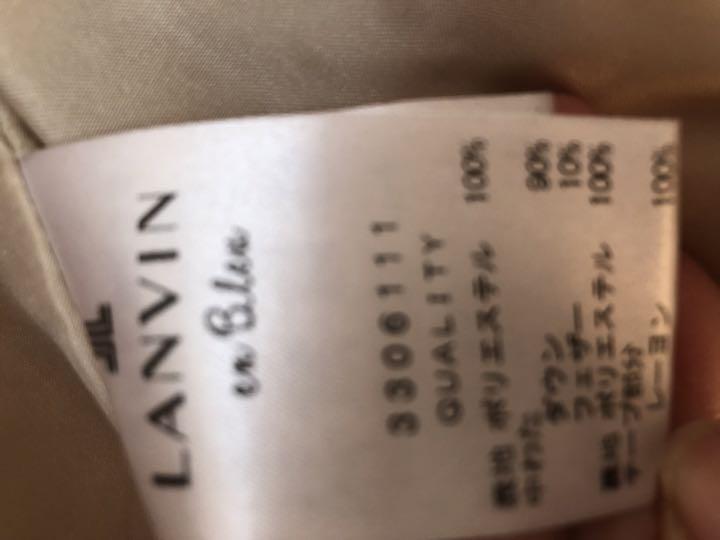 LANVIN
en Bleu
3306111
QUALITY
表地 ポリエステル 100%
中わた
ダウン 90%
フェザー 10%
裏地 ポリエステル 100%
テープ部分
レーヨン 100%